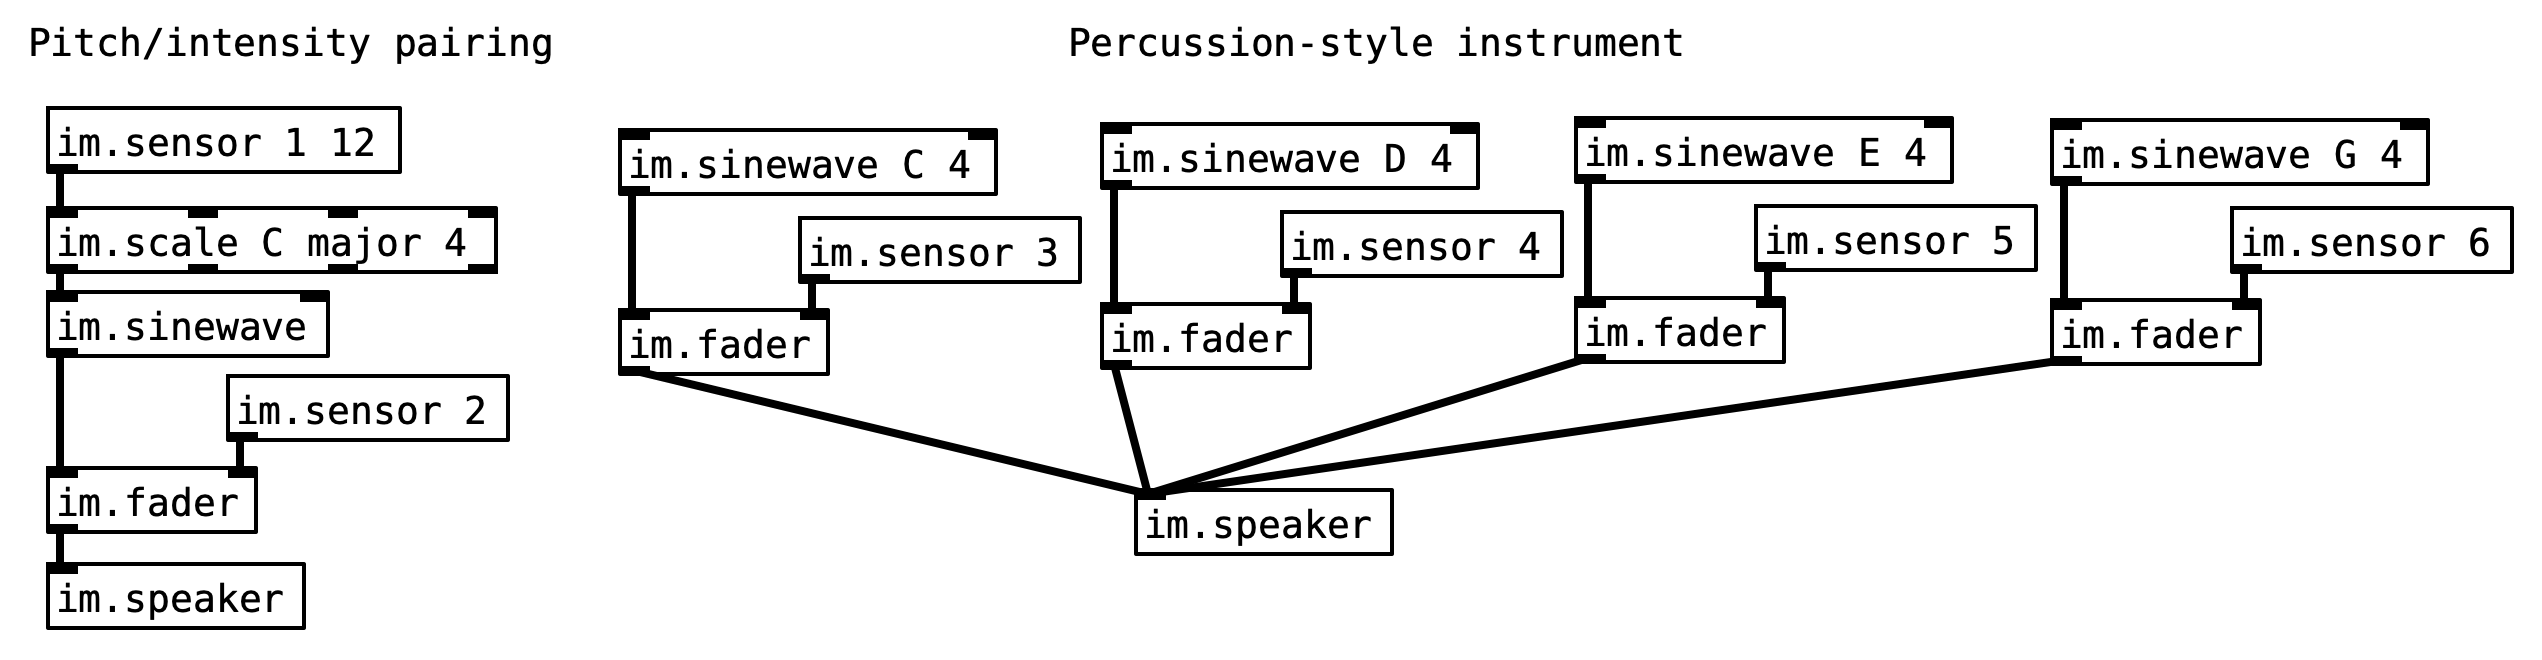 Pitch/intensity pairing
im.sensor 1 12
im.scale C major 4
im.sinewave
im.sensor 2
im.fader
im.speaker
Percussion-style instrument
im.sinewave C 4
im.sensor 3
im.fader
im.sinewave D 4
im.sensor 4
im.fader
im.sinewave E 4
im.sensor 5
im.fader
im.sinewave G 4
im.sensor 6
im.fader
im.speaker